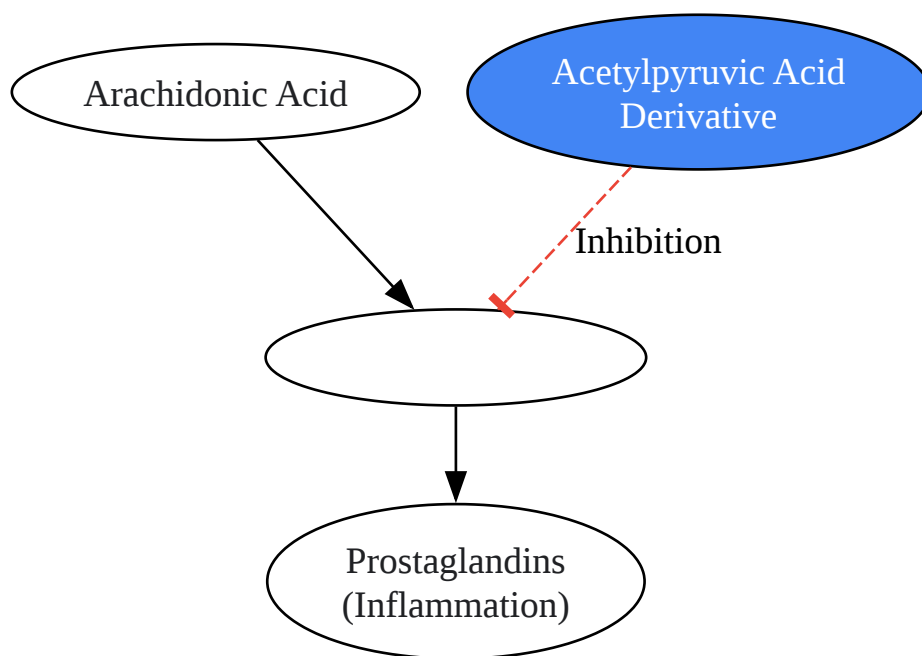 Arachidonic Acid
Acetylpyruvic Acid
Derivative
Inhibition
Prostaglandins
(Inflammation)